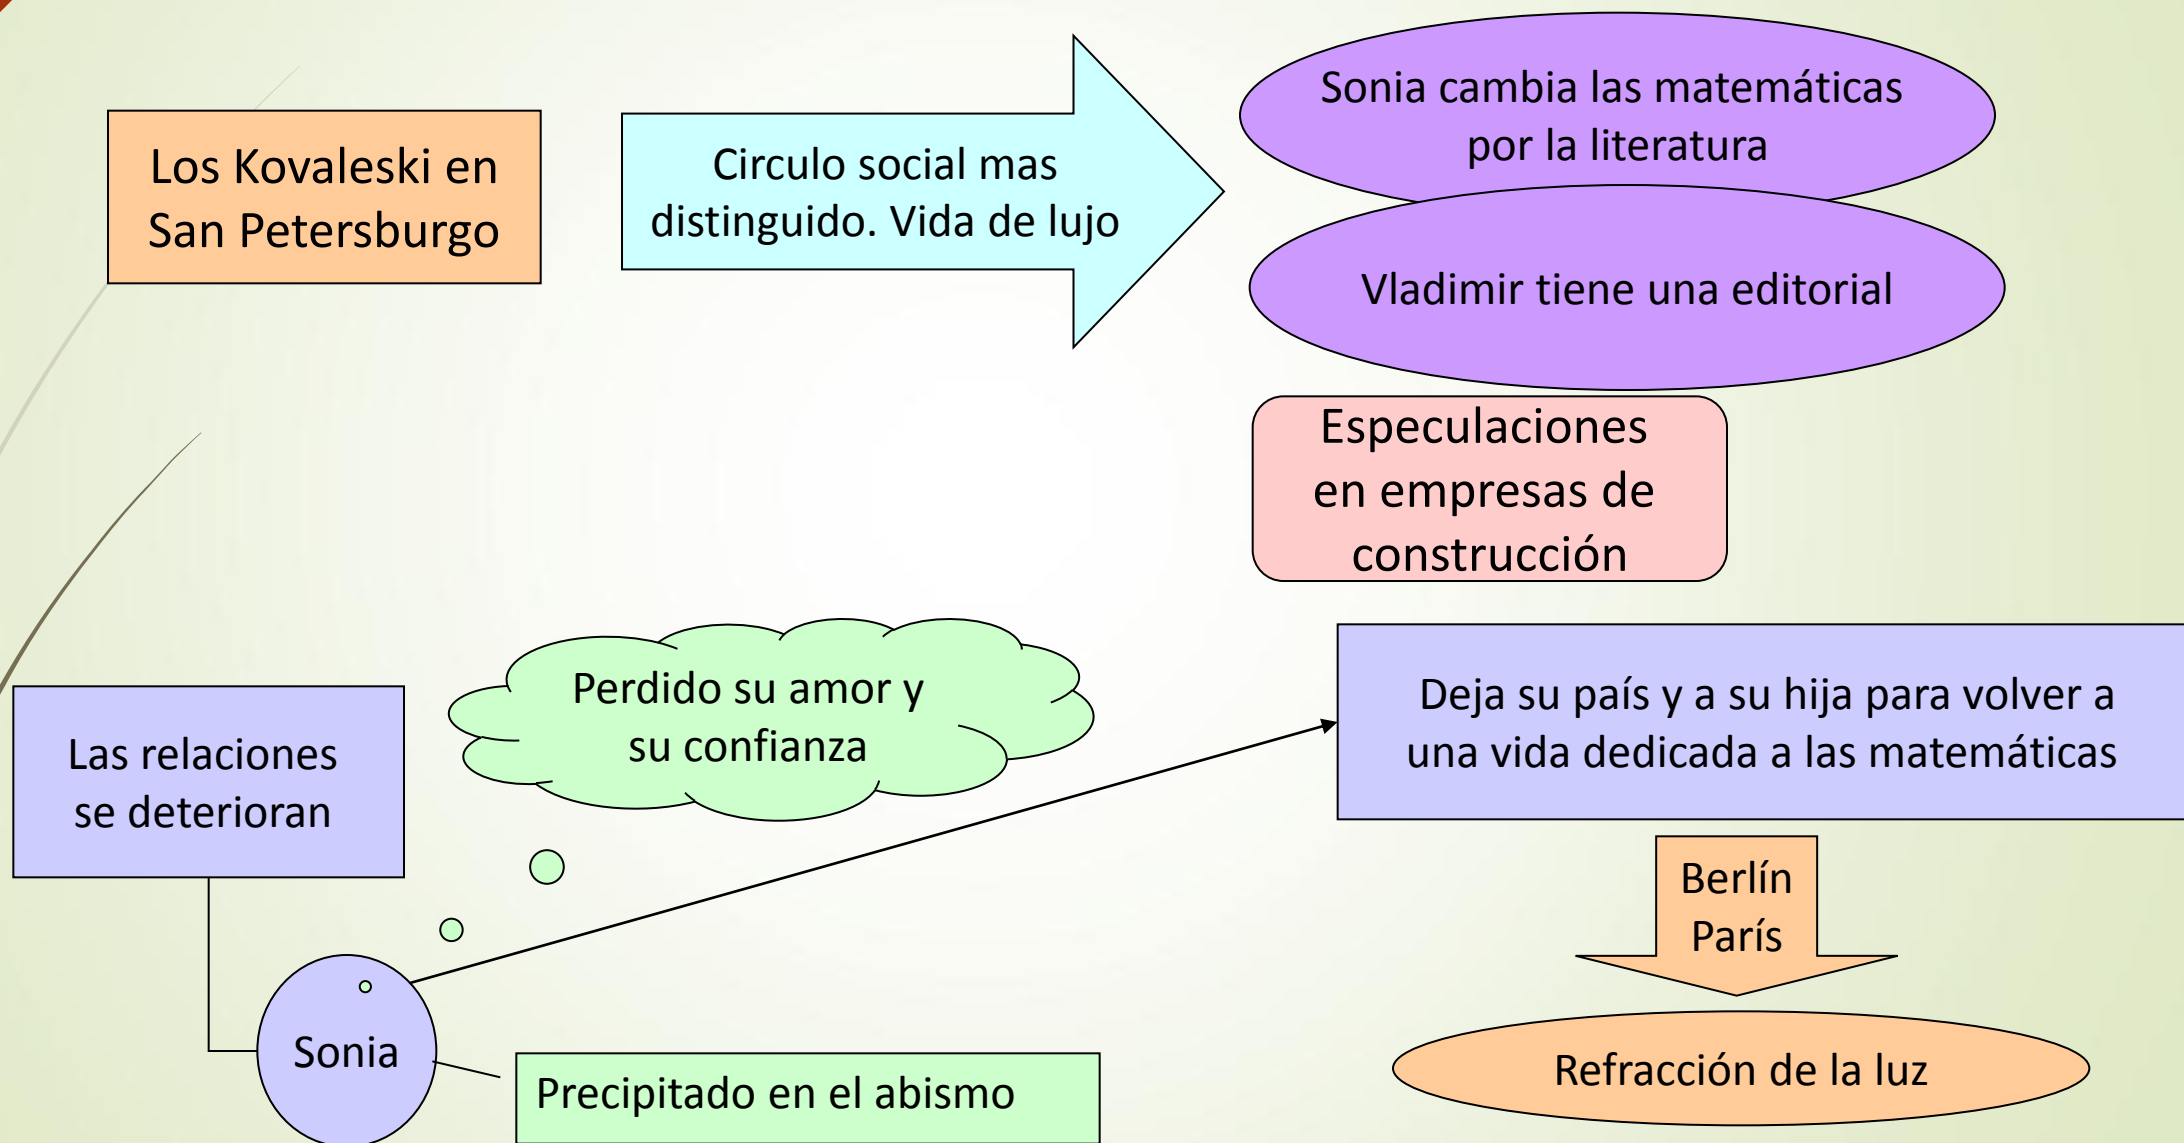 Los Kovaleski en
San Petersburgo
Circulo social mas
distinguido. Vida de lujo
Sonia cambia las matemáticas
por la literatura
Vladimir tiene una editorial
Especulaciones
en empresas de
construcción
Las relaciones
se deterioran
Perdido su amor y
su confianza
Deja su país y a su hija para volver a
una vida dedicada a las matemáticas
Berlín
París
Sonia
Precipitado en el abismo
Refracción de la luz